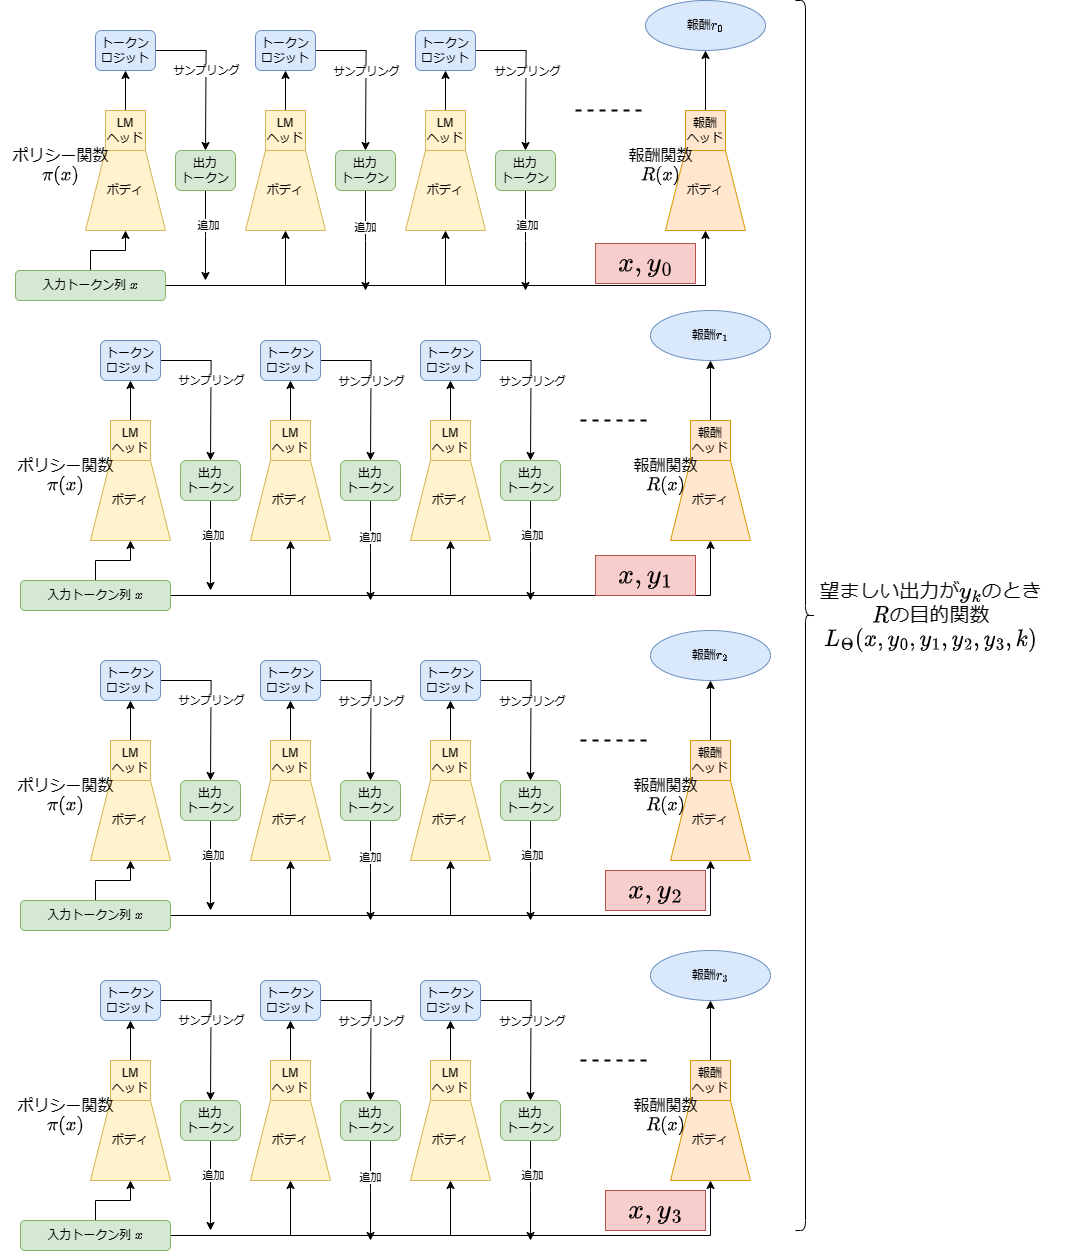 報酬r₀
トークン
ロジット
サンプリング
トークン
ロジット
サンプリング
トークン
ロジット
サンプリング
LM
ヘッド
LM
ヘッド
LM
ヘッド
報酬
ヘッド
ポリシー関数
π(x)
ボディ
出力
トークン
ボディ
出力
トークン
ボディ
出力
トークン
報酬関数
R(x)
ボディ
追加
追加
追加
x, y₀
入力トークン列 x
報酬r₁
トークン
ロジット
サンプリング
トークン
ロジット
サンプリング
トークン
ロジット
サンプリング
LM
ヘッド
LM
ヘッド
LM
ヘッド
報酬
ヘッド
ポリシー関数
π(x)
ボディ
出力
トークン
ボディ
出力
トークン
ボディ
出力
トークン
報酬関数
R(x)
ボディ
追加
追加
追加
x, y₁
入力トークン列 x
望ましい出力がyₖのとき
Rの目的関数
L_Θ(x, y₀, y₁, y₂, y₃, k)
報酬r₂
トークン
ロジット
サンプリング
トークン
ロジット
サンプリング
トークン
ロジット
サンプリング
LM
ヘッド
LM
ヘッド
LM
ヘッド
報酬
ヘッド
ポリシー関数
π(x)
ボディ
出力
トークン
ボディ
出力
トークン
ボディ
出力
トークン
報酬関数
R(x)
ボディ
追加
追加
追加
x, y₂
入力トークン列 x
報酬r₃
トークン
ロジット
サンプリング
トークン
ロジット
サンプリング
トークン
ロジット
サンプリング
LM
ヘッド
LM
ヘッド
LM
ヘッド
報酬
ヘッド
ポリシー関数
π(x)
ボディ
出力
トークン
ボディ
出力
トークン
ボディ
出力
トークン
報酬関数
R(x)
ボディ
追加
追加
追加
x, y₃
入力トークン列 x